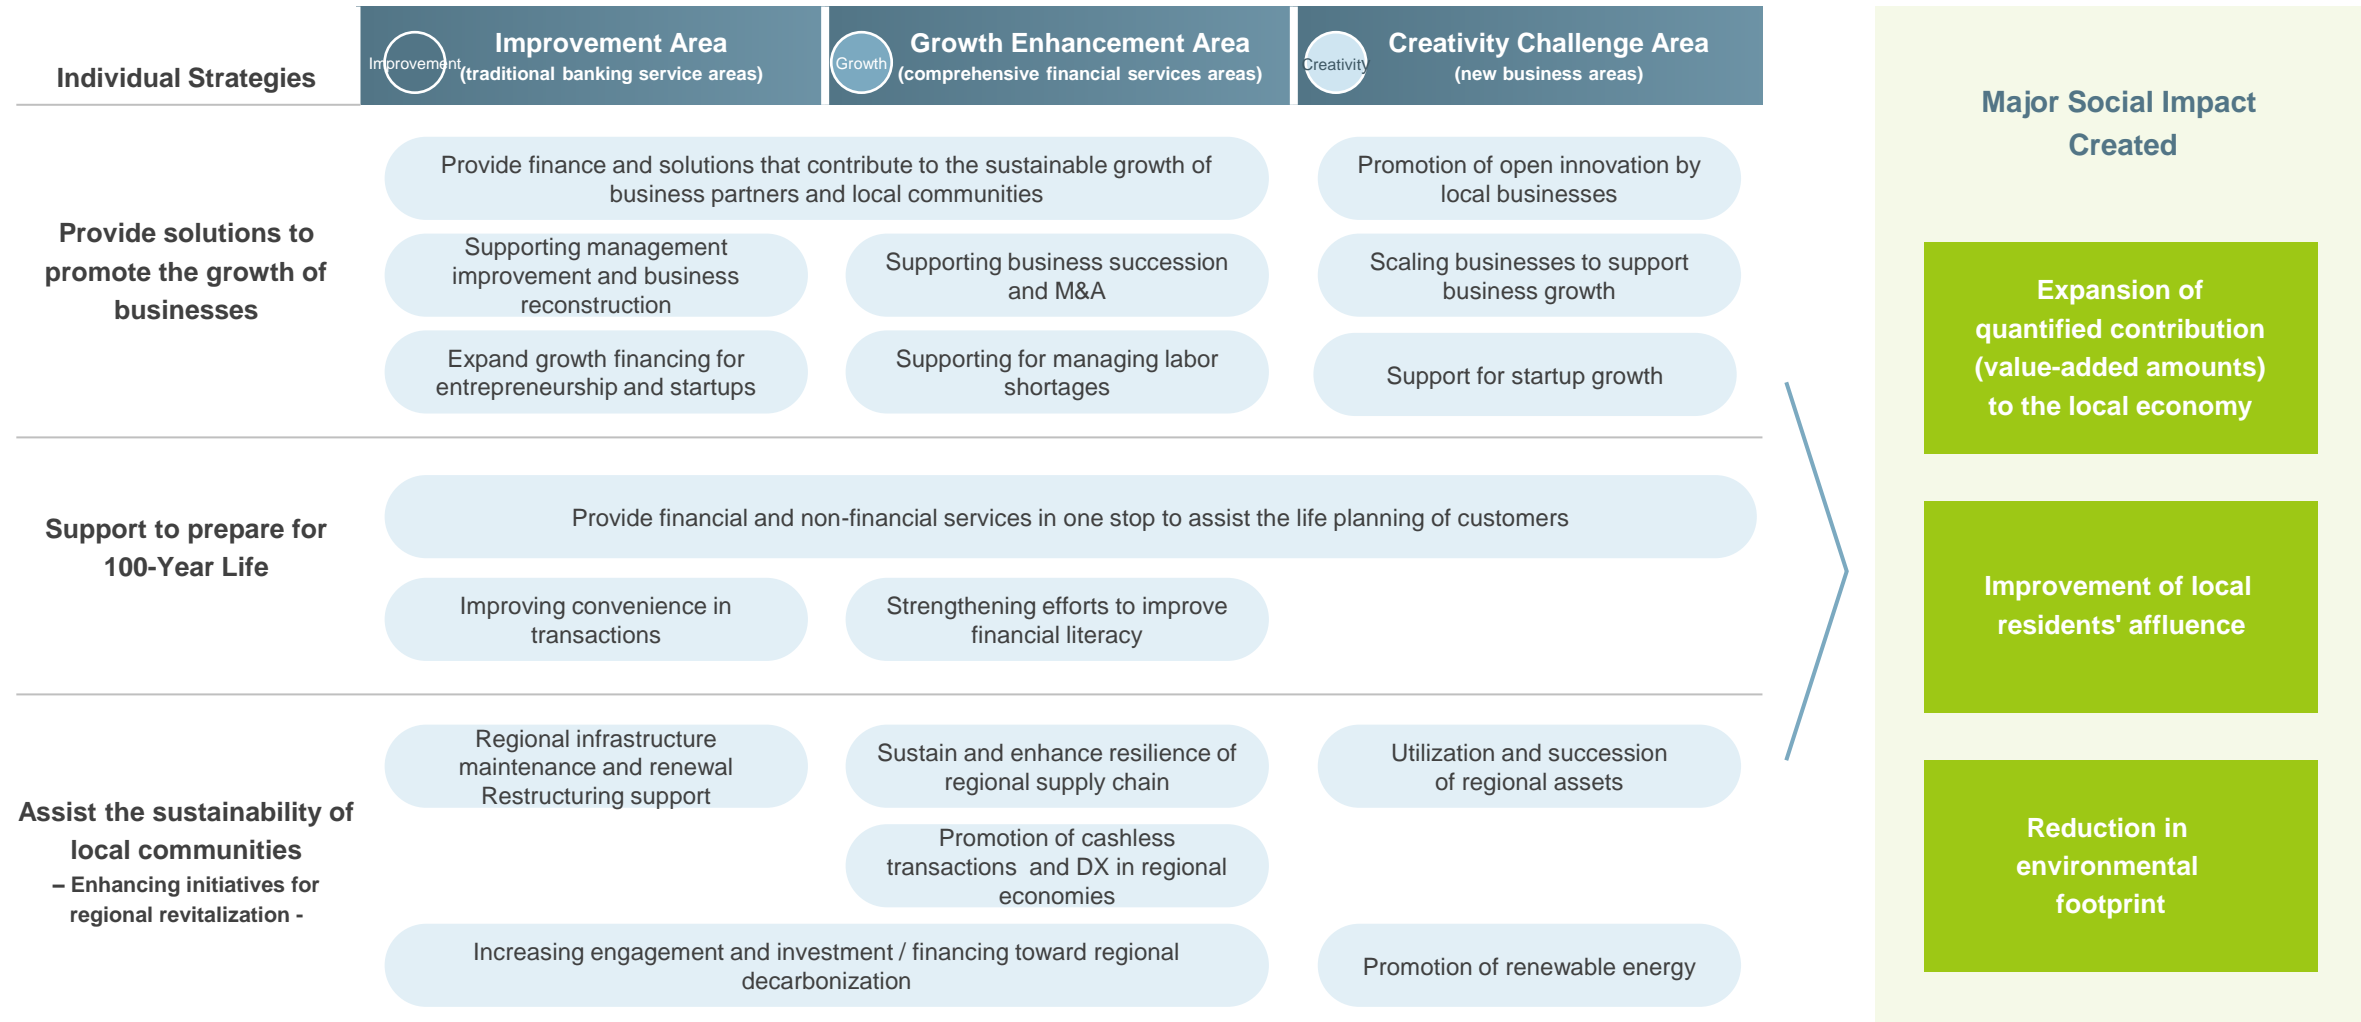 Individual Strategies
Improvement
Improvement Area
(traditional banking service areas)
Growth
Growth Enhancement Area
(comprehensive financial services areas)
Creativity
Creativity Challenge Area
(new business areas)
Provide solutions to
promote the growth of
businesses
Provide finance and solutions that contribute to the sustainable growth of
business partners and local communities
Promotion of open innovation by
local businesses
Supporting management
improvement and business
reconstruction
Supporting business succession
and M&A
Scaling businesses to support
business growth
Expand growth financing for
entrepreneurship and startups
Supporting for managing labor
shortages
Support for startup growth
Support to prepare for
100-Year Life
Provide financial and non-financial services in one stop to assist the life planning of customers
Improving convenience in
transactions
Strengthening efforts to improve
financial literacy
Assist the sustainability of
local communities
– Enhancing initiatives for
regional revitalization -
Regional infrastructure
maintenance and renewal
Restructuring support
Sustain and enhance resilience of
regional supply chain
Utilization and succession
of regional assets
Promotion of cashless
transactions  and DX in regional
economies
Increasing engagement and investment / financing toward regional
decarbonization
Promotion of renewable energy
Major Social Impact
Created
Expansion of
quantified contribution
(value-added amounts)
to the local economy
Improvement of local
residents' affluence
Reduction in
environmental
footprint